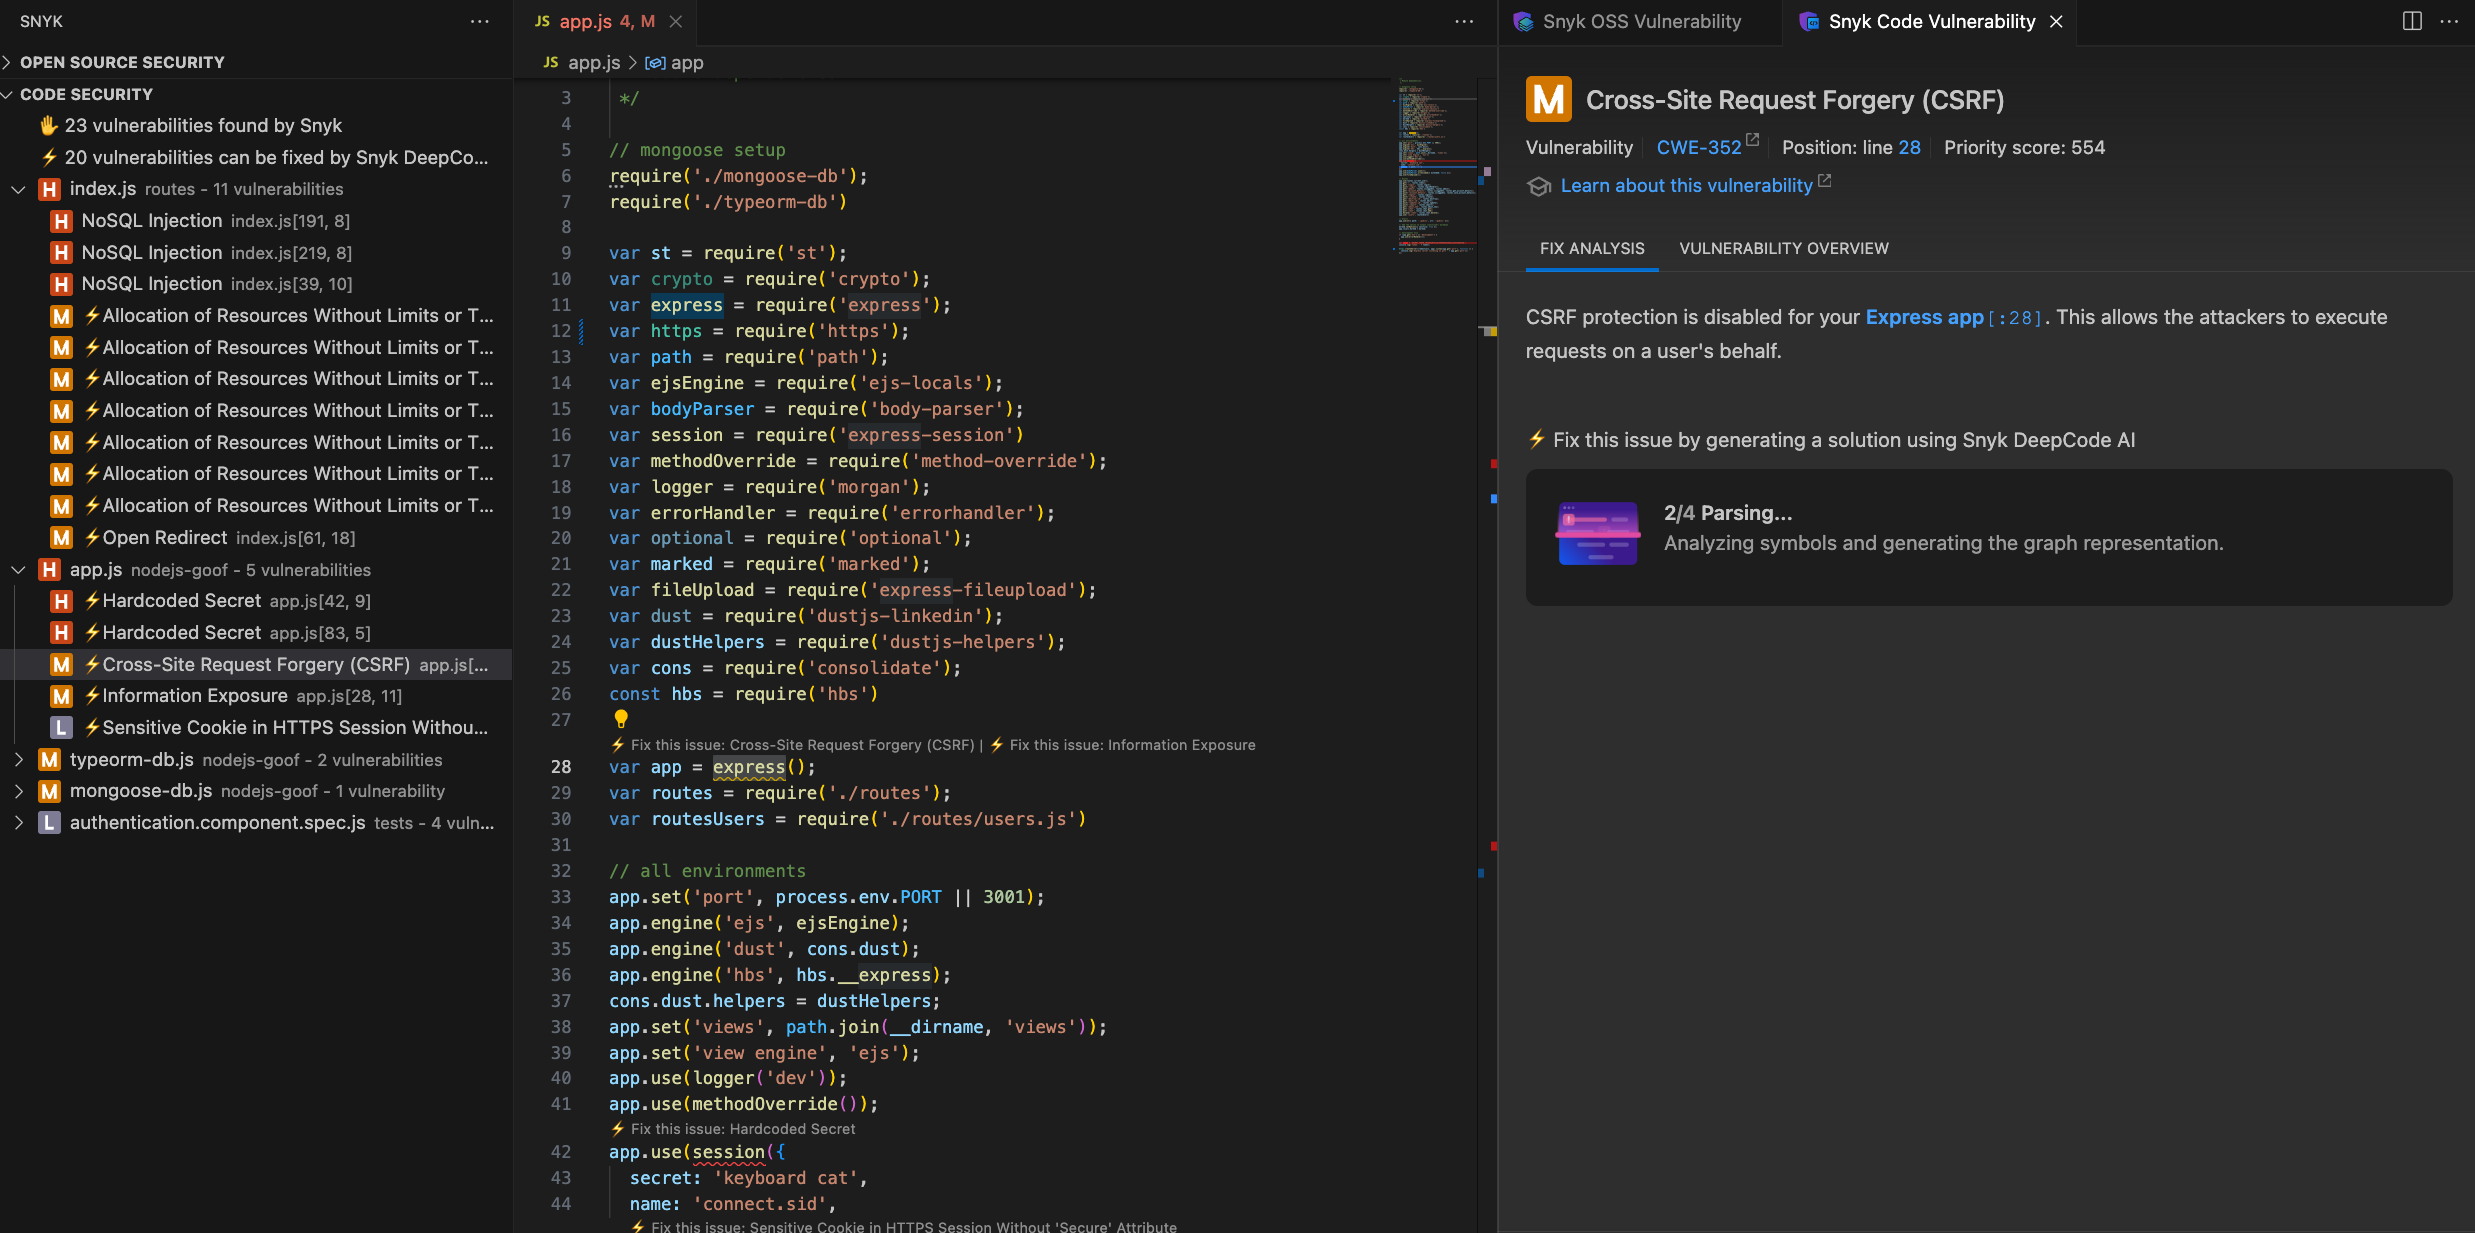 SNYK
OPEN SOURCE SECURITY
CODE SECURITY
23 vulnerabilities found by Snyk
20 vulnerabilities can be fixed by Snyk DeepCo...
H index.js routes - 11 vulnerabilities
H NoSQL Injection index.js[191, 8]
H NoSQL Injection index.js[219, 8]
H NoSQL Injection index.js[39, 10]
M ⚡Allocation of Resources Without Limits or T...
M ⚡Allocation of Resources Without Limits or T...
M ⚡Allocation of Resources Without Limits or T...
M ⚡Allocation of Resources Without Limits or T...
M ⚡Allocation of Resources Without Limits or T...
M ⚡Allocation of Resources Without Limits or T...
M ⚡Allocation of Resources Without Limits or T...
M ⚡Open Redirect index.js[61, 18]
H app.js nodejs-goof - 5 vulnerabilities
H ⚡Hardcoded Secret app.js[42, 9]
H ⚡Hardcoded Secret app.js[83, 5]
M ⚡Cross-Site Request Forgery (CSRF) app.js[...
M ⚡Information Exposure app.js[28, 11]
L ⚡Sensitive Cookie in HTTPS Session Withou...
M typeorm-db.js nodejs-goof - 2 vulnerabilities
M mongoose-db.js nodejs-goof - 1 vulnerability
L authentication.component.spec.js tests - 4 vuln...
JS app.js 4, M
JS app.js > app
3 */
4
5 // mongoose setup
6 require('./mongoose-db');
7 require('./typeorm-db')
8
9 var st = require('st');
10 var crypto = require('crypto');
11 var express = require('express');
12 var https = require('https');
13 var path = require('path');
14 var ejsEngine = require('ejs-locals');
15 var bodyParser = require('body-parser');
16 var session = require('express-session')
17 var methodOverride = require('method-override');
18 var logger = require('morgan');
19 var errorHandler = require('errorhandler');
20 var optional = require('optional');
21 var marked = require('marked');
22 var fileUpload = require('express-fileupload');
23 var dust = require('dustjs-linkedin');
24 var dustHelpers = require('dustjs-helpers');
25 var cons = require('consolidate');
26 const hbs = require('hbs')
27
⚡ Fix this issue: Cross-Site Request Forgery (CSRF) | ⚡ Fix this issue: Information Exposure
28 var app = express();
29 var routes = require('./routes');
30 var routesUsers = require('./routes/users.js')
31
32 // all environments
33 app.set('port', process.env.PORT || 3001);
34 app.engine('ejs', ejsEngine);
35 app.engine('dust', cons.dust);
36 app.engine('hbs', hbs.__express);
37 cons.dust.helpers = dustHelpers;
38 app.set('views', path.join(__dirname, 'views'));
39 app.set('view engine', 'ejs');
40 app.use(logger('dev'));
41 app.use(methodOverride());
⚡ Fix this issue: Hardcoded Secret
42 app.use(session({
43 secret: 'keyboard cat',
44 name: 'connect.sid',
⚡ Fix this issue: Sensitive Cookie in HTTPS Session Without 'Secure' Attribute
Snyk OSS Vulnerability
Snyk Code Vulnerability
M Cross-Site Request Forgery (CSRF)
Vulnerability CWE-352 Position: line 28 Priority score: 554
Learn about this vulnerability
FIX ANALYSIS VULNERABILITY OVERVIEW
CSRF protection is disabled for your Express app [:28]. This allows the attackers to execute
requests on a user's behalf.
⚡ Fix this issue by generating a solution using Snyk DeepCode AI
2/4 Parsing...
Analyzing symbols and generating the graph representation.